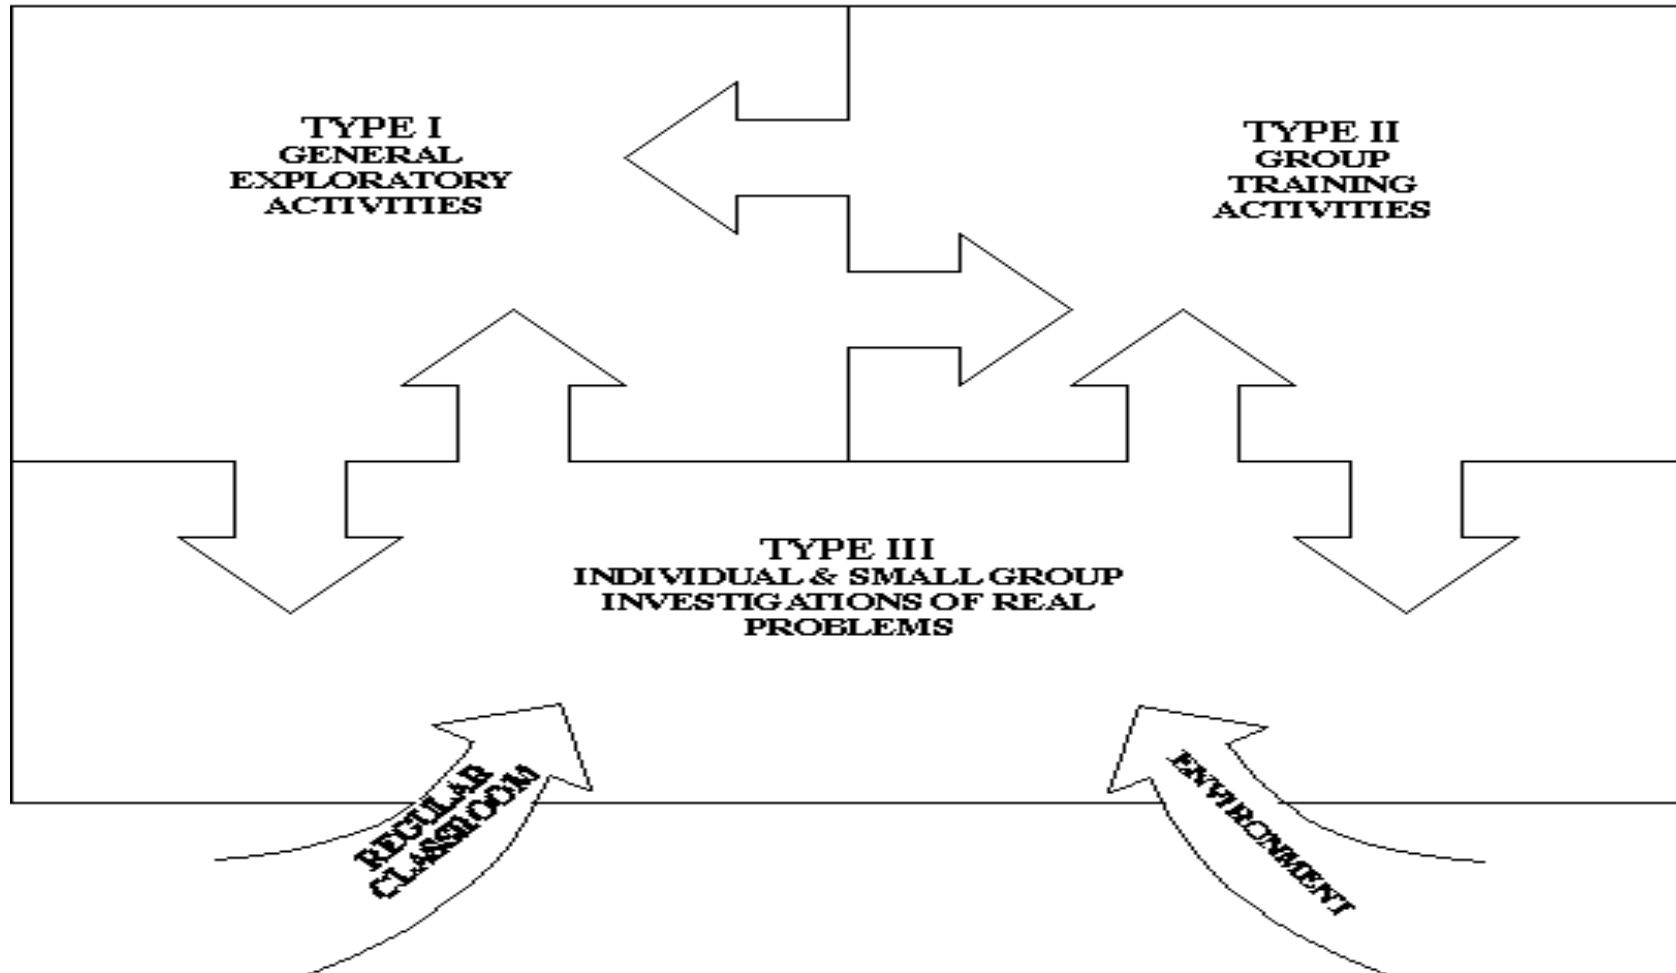 TYPE I
GENERAL
EXPLORATORY
ACTIVITIES
TYPE II
GROUP
TRAINING
ACTIVITIES
TYPE III
INDIVIDUAL & SMALL GROUP
INVESTIGATIONS OF REAL
PROBLEMS
REGULAR
CLASSROOM
ENVIRONMENT